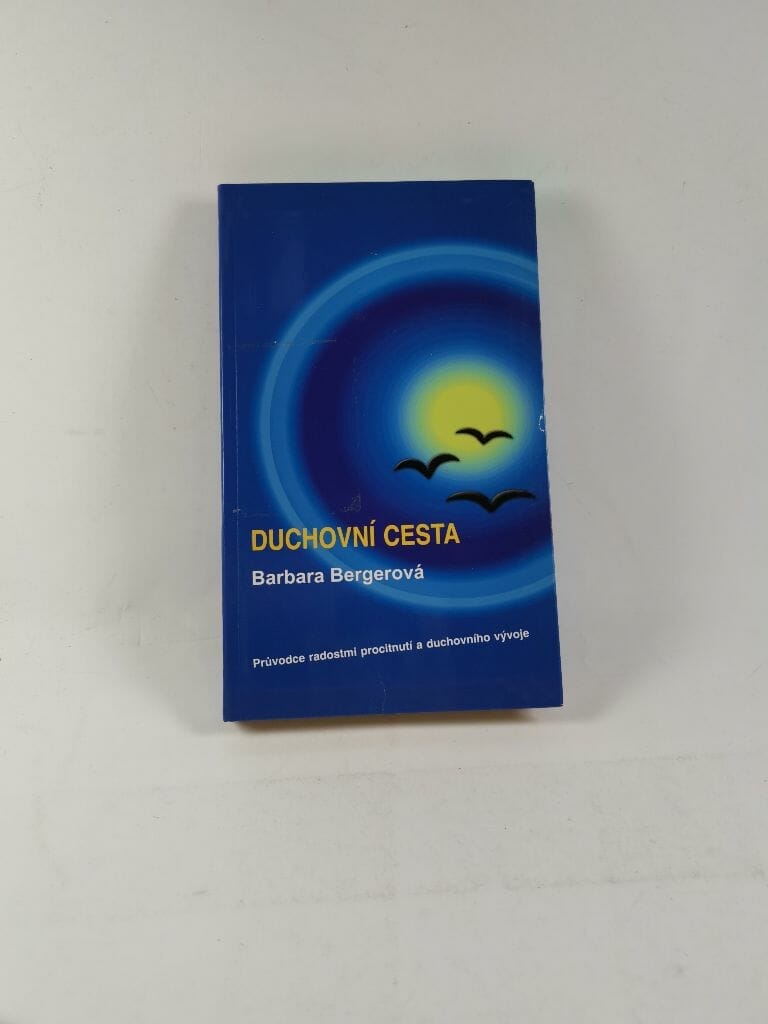 DUCHOVNÍ CESTA
Barbara Bergerová
Průvodce radostmi procitnutí a duchovního vývoje